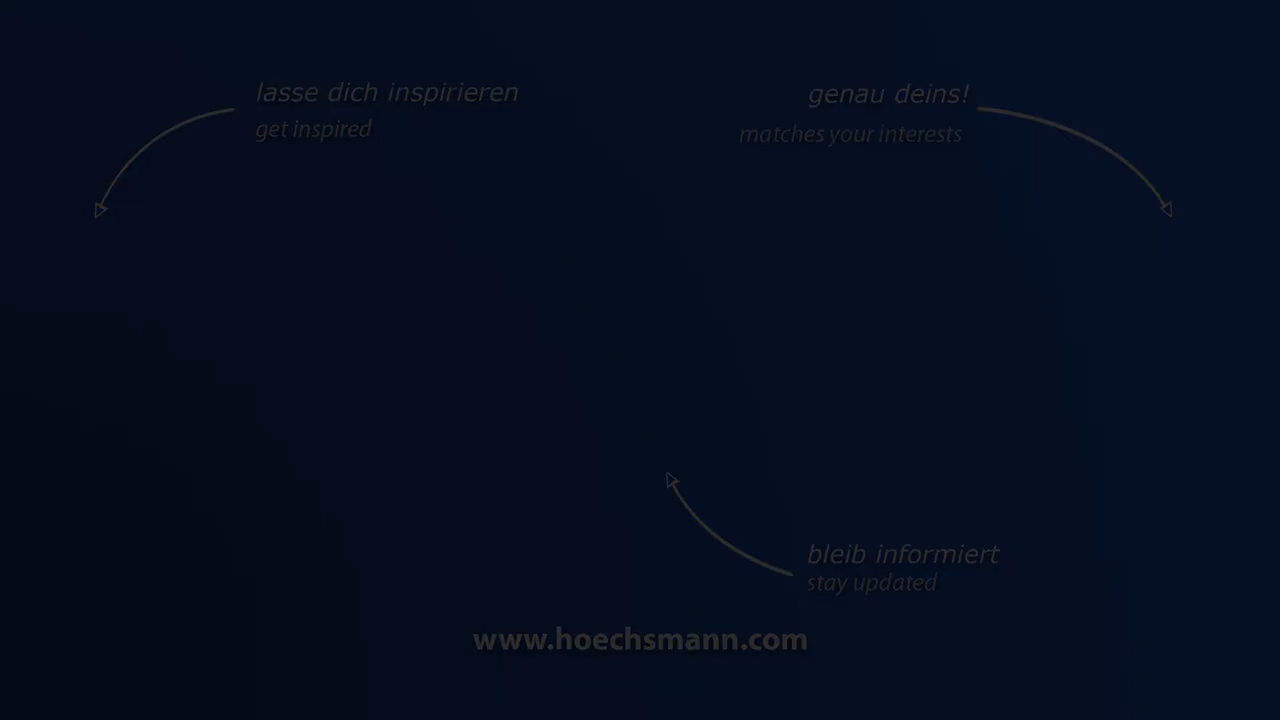 lasse dich inspirieren
get inspired
genau deins!
matches your interests
bleib informiert
stay updated
www.hoechsmann.com